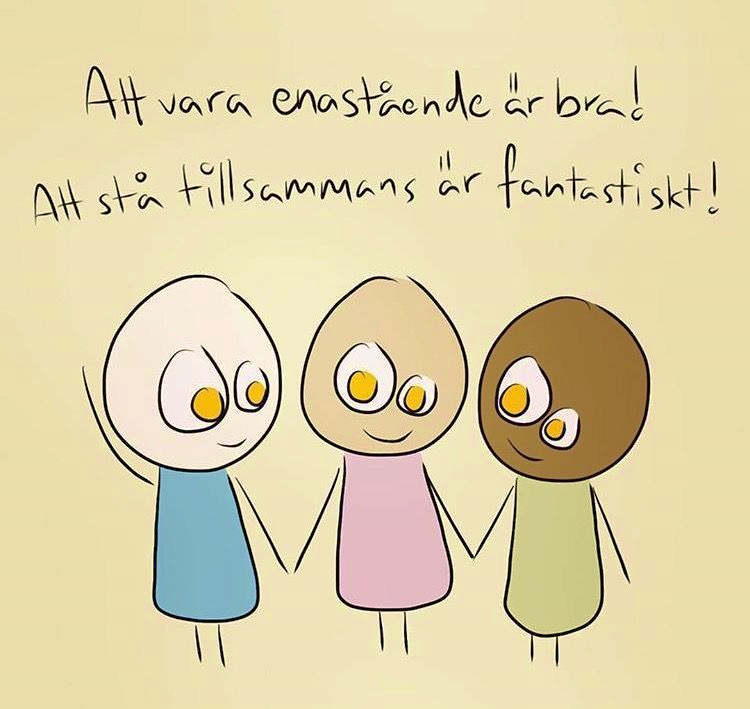 Att vara enastående är bra!
Att stå tillsammans är fantastiskt!